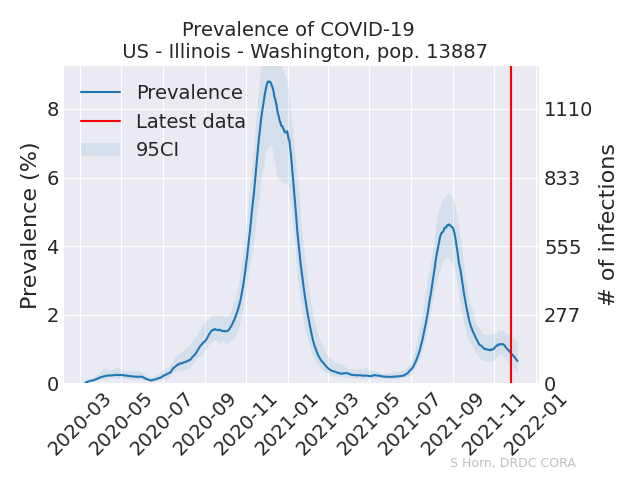 Prevalence of COVID-19
US - Illinois - Washington, pop. 13887
Prevalence
Latest data
95CI
Prevalence (%)
8
6
4
2
0
# of infections
1110
833
555
277
0
2020-03
2020-05
2020-07
2020-09
2020-11
2021-01
2021-03
2021-05
2021-07
2021-09
2021-11
2022-01
S Horn, DRDC CORA